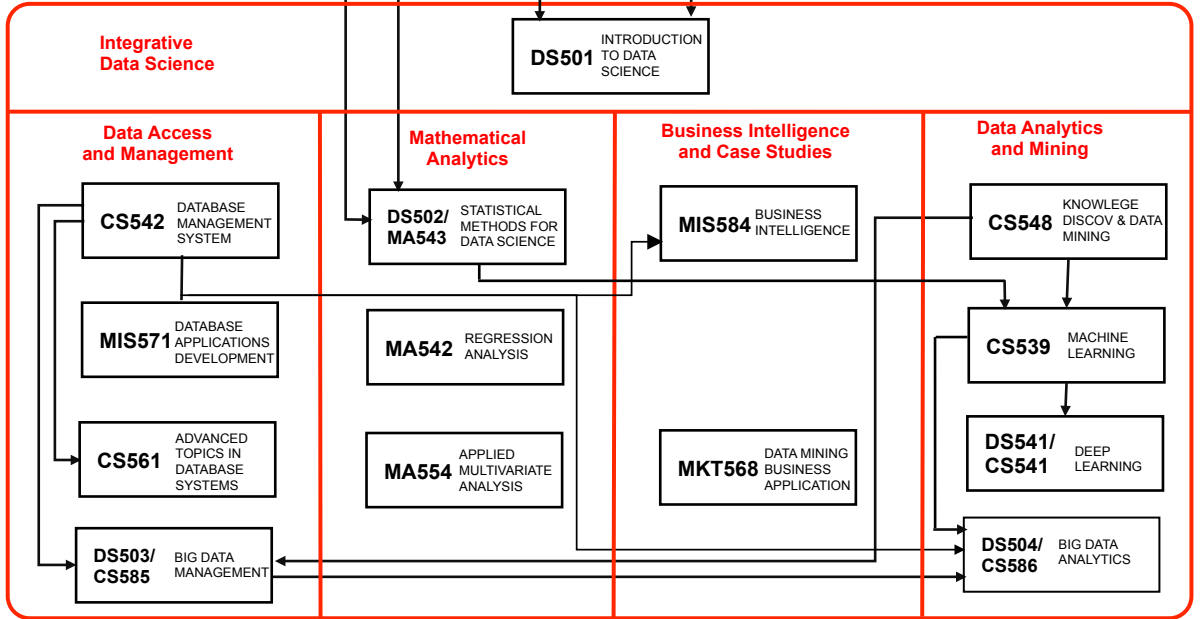 Integrative
Data Science
DS501
INTRODUCTION
TO DATA
SCIENCE
Data Access
and Management
CS542
DATABASE
MANAGEMENT
SYSTEM
MIS571
DATABASE
APPLICATIONS
DEVELOPMENT
CS561
ADVANCED
TOPICS IN
DATABASE
SYSTEMS
DS503/
CS585
BIG DATA
MANAGEMENT
Mathematical
Analytics
DS502/
MA543
STATISTICAL
METHODS FOR
DATA SCIENCE
MA542
REGRESSION
ANALYSIS
MA554
APPLIED
MULTIVARIATE
ANALYSIS
Business Intelligence
and Case Studies
MIS584
BUSINESS
INTELLIGENCE
MKT568
DATA MINING
BUSINESS
APPLICATION
Data Analytics
and Mining
CS548
KNOWLEGE
DISCOV & DATA
MINING
CS539
MACHINE
LEARNING
DS541/
CS541
DEEP
LEARNING
DS504/
CS586
BIG DATA
ANALYTICS